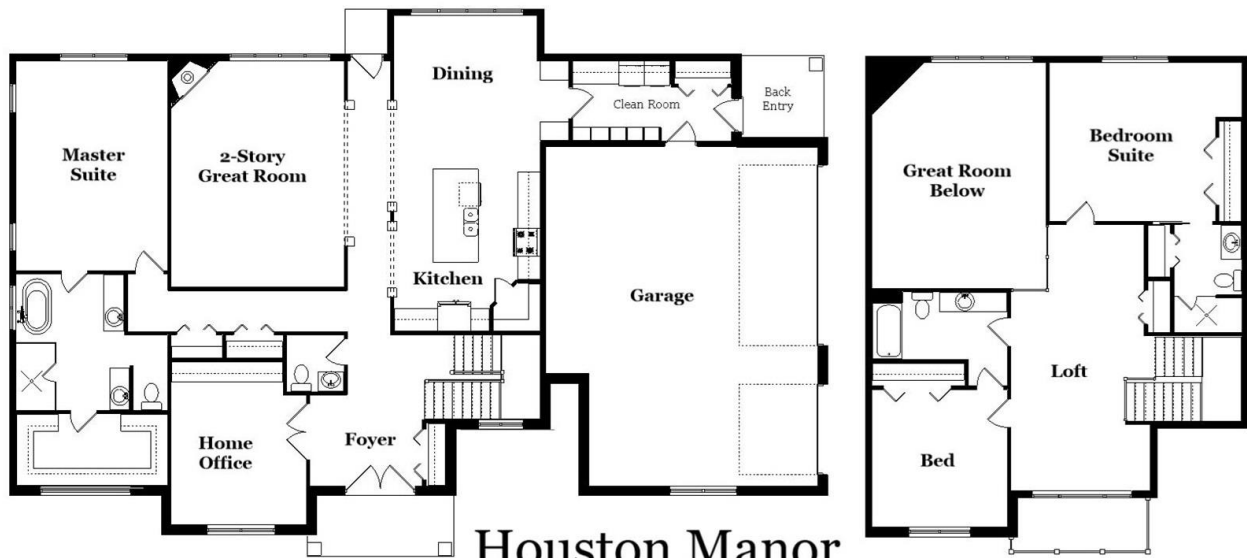 Dining
Clean Room
Back
Entry
Master
Suite
2-Story
Great Room
Kitchen
Garage
Home
Office
Foyer
Great Room
Below
Bedroom
Suite
Loft
Bed
Houston Manor